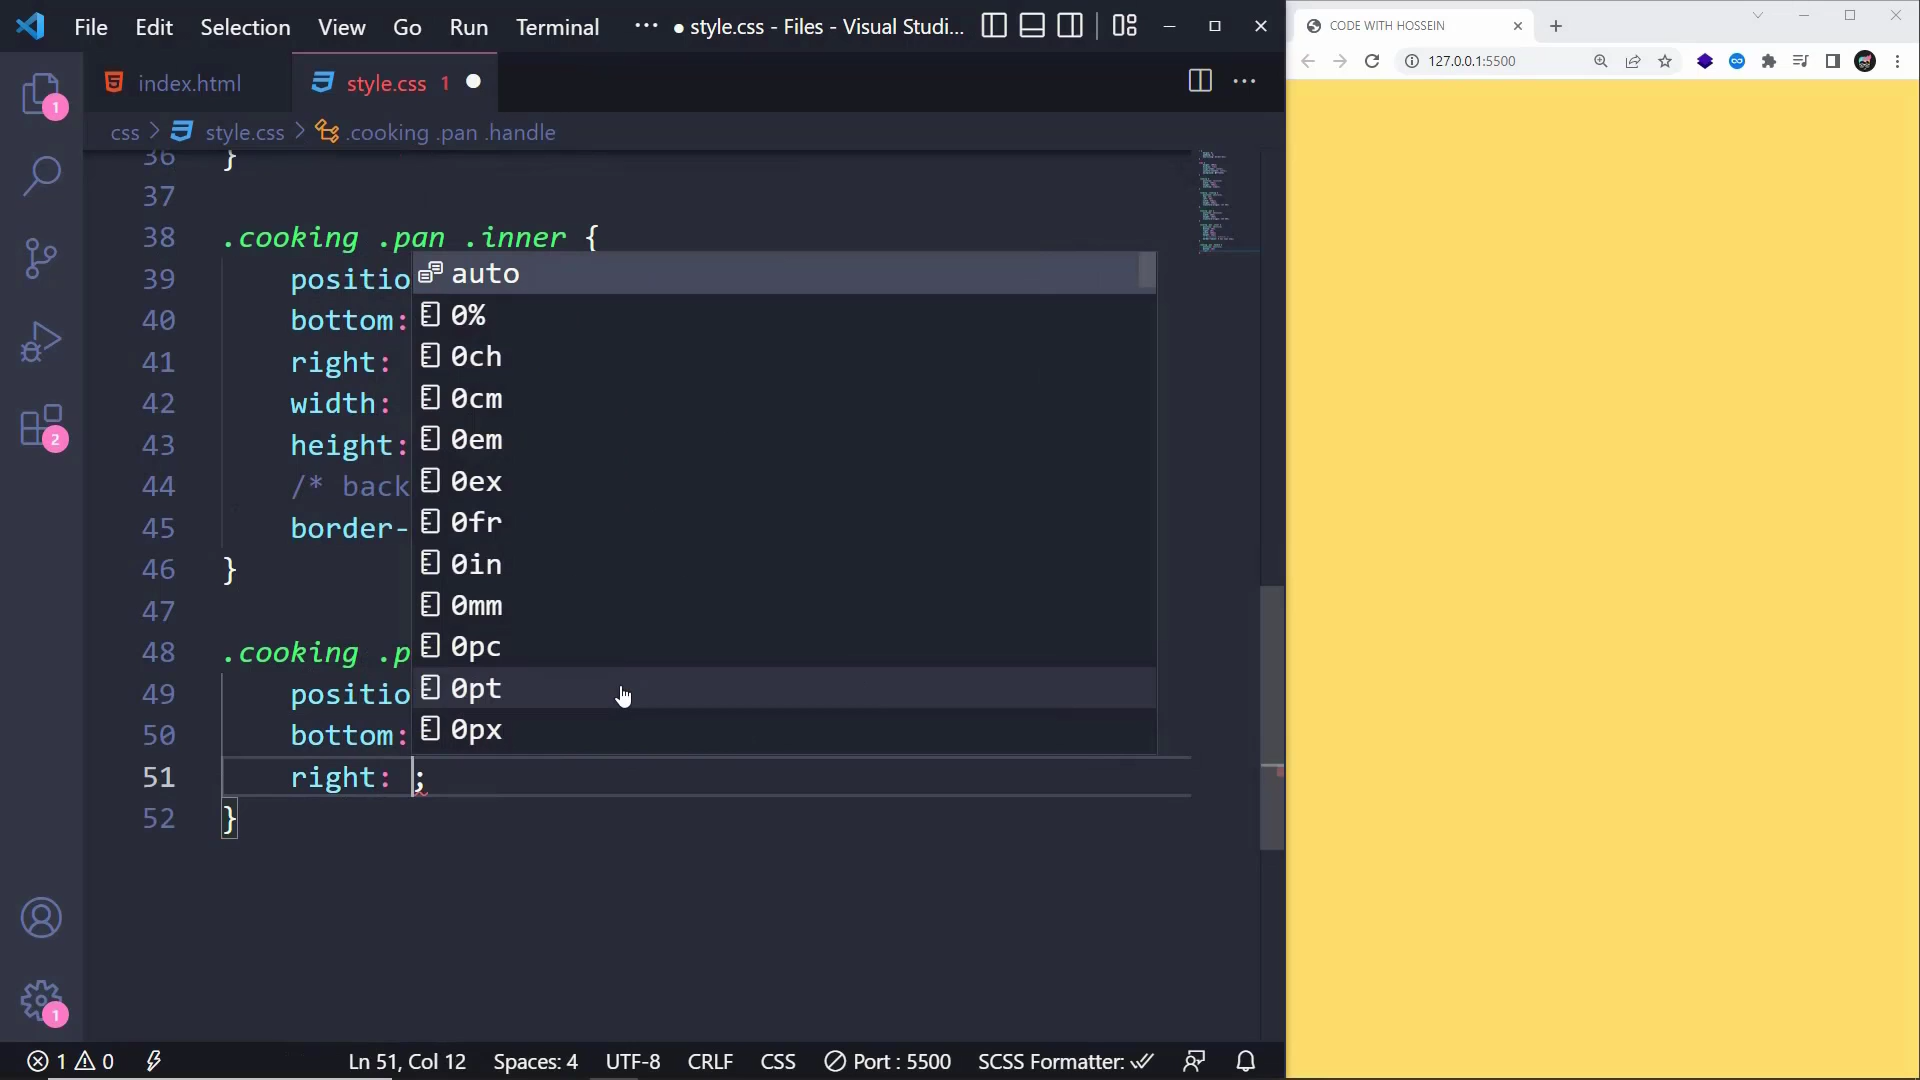 File Edit Selection View Go Run Terminal ··· ● style.css - Files - Visual Studi...
CODE WITH HOSSEIN
127.0.0.1:5500
index.html
style.css 1
css > style.css > .cooking .pan .handle
36 }
37
38 .cooking .pan .inner {
39 positio
40 bottom:
41 right:
42 width:
43 height:
44 /* back
45 border-
46 }
47
48 .cooking .p
49 positio
50 bottom:
51 right: ;
52 }
auto
0%
0ch
0cm
0em
0ex
0fr
0in
0mm
0pc
0pt
0px
1
2
1
1 0
Ln 51, Col 12
Spaces: 4
UTF-8
CRLF
CSS
Port : 5500
SCSS Formatter: